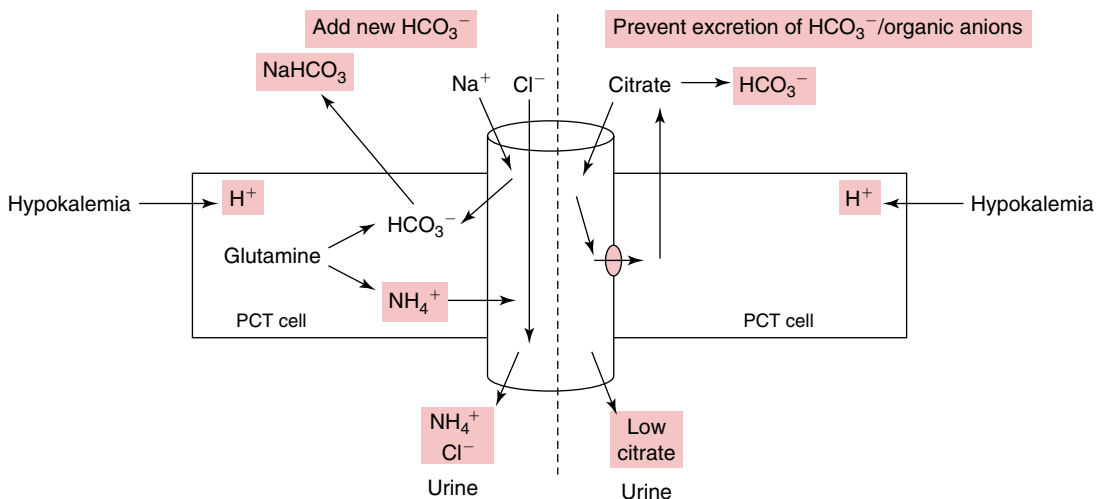 Add new HCO₃⁻
Prevent excretion of HCO₃⁻/organic anions
NaHCO₃
Na⁺
Cl⁻
Citrate
HCO₃⁻
Hypokalemia
H⁺
HCO₃⁻
Glutamine
NH₄⁺
PCT cell
H⁺
Hypokalemia
PCT cell
NH₄⁺
Cl⁻
Urine
Low
citrate
Urine